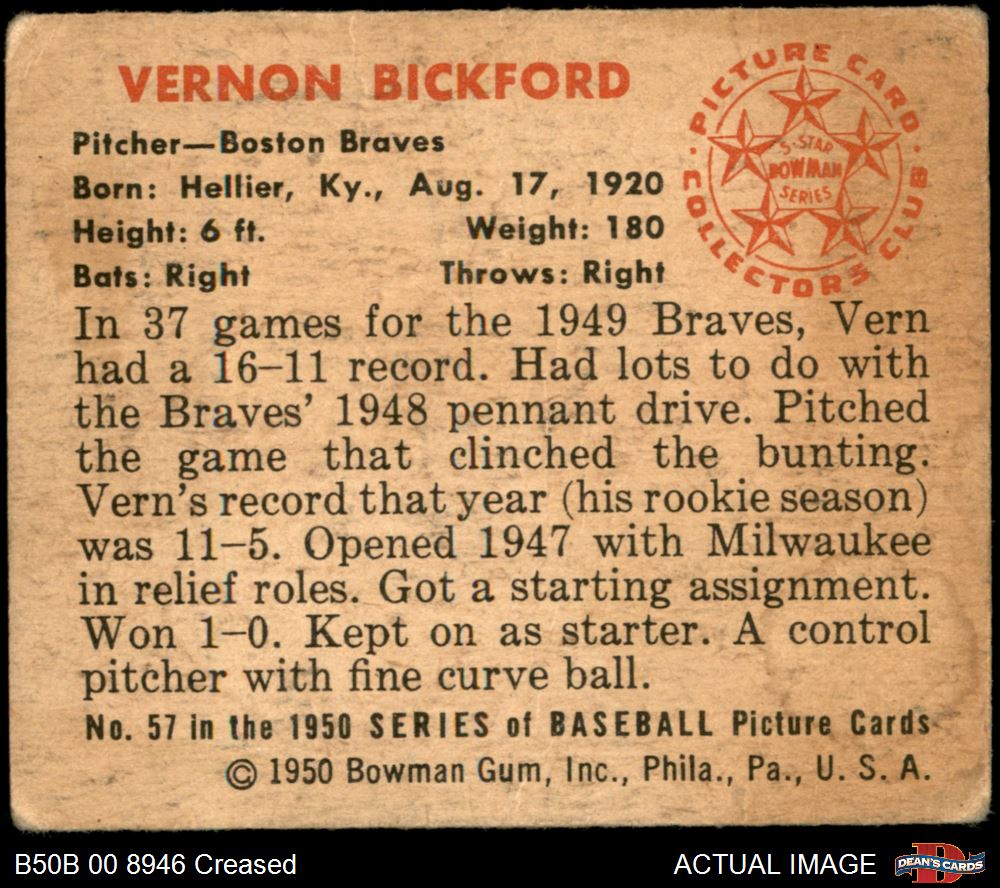 VERNON BICKFORD
Pitcher—Boston Braves
Born: Hellier, Ky., Aug. 17, 1920
Height: 6 ft. Weight: 180
Bats: Right Throws: Right
· PICTURE CARD ·
COLLECTORS CLUB
5-STAR
BOWMAN
SERIES
In 37 games for the 1949 Braves, Vern
had a 16–11 record. Had lots to do with
the Braves’ 1948 pennant drive. Pitched
the game that clinched the bunting.
Vern’s record that year (his rookie season)
was 11–5. Opened 1947 with Milwaukee
in relief roles. Got a starting assignment.
Won 1–0. Kept on as starter. A control
pitcher with fine curve ball.
No. 57 in the 1950 SERIES of BASEBALL Picture Cards
© 1950 Bowman Gum, Inc., Phila., Pa., U. S. A.
B50B 00 8946 Creased
ACTUAL IMAGE
D
DEAN'S CARDS